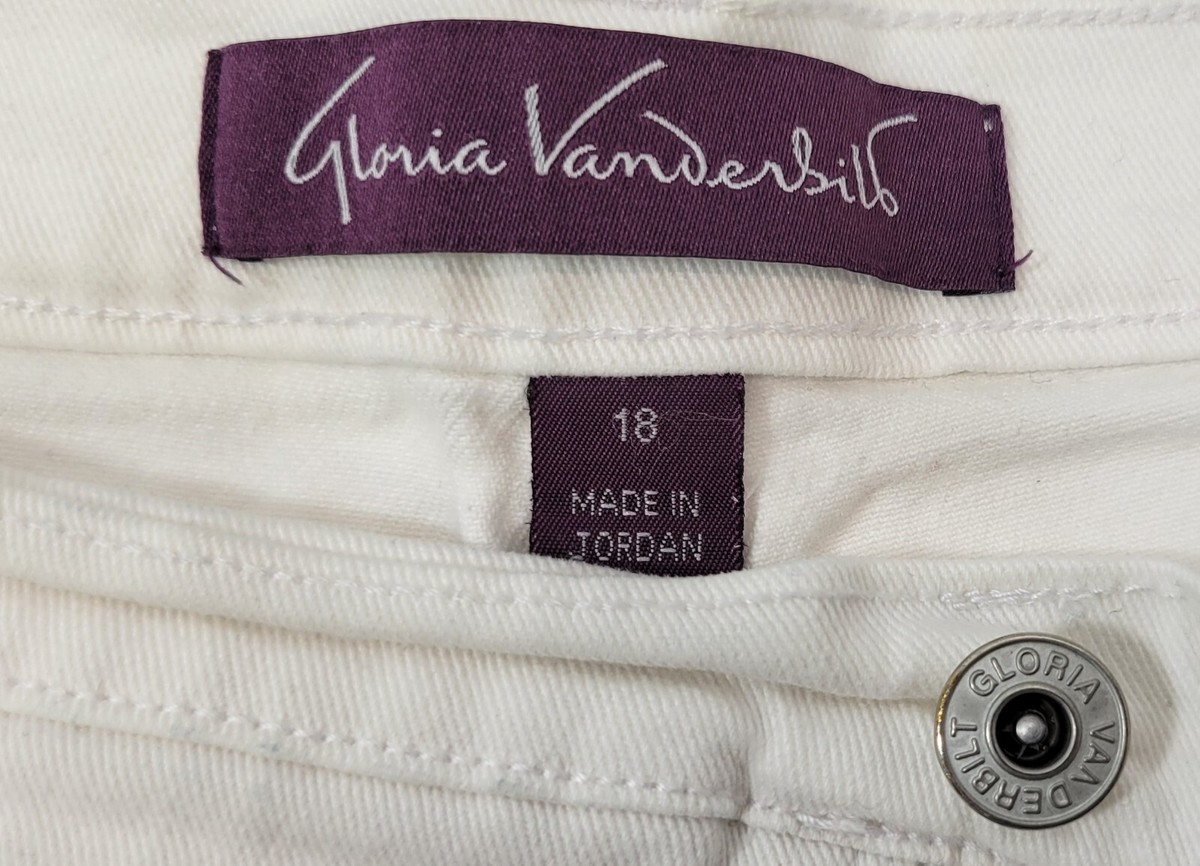 Gloria Vanderbilt
18
MADE IN
JORDAN
GLORIA VANDERBILT